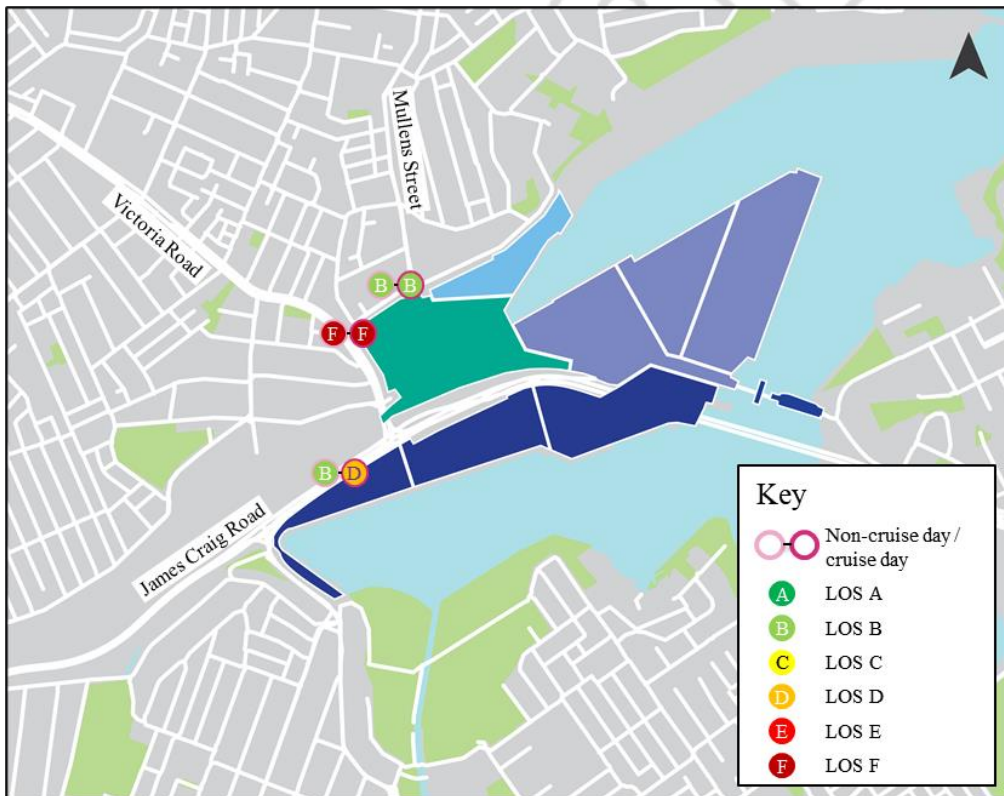 Mullens Street
Victoria Road
B B
F F
B D
James Craig Road
Key
Non-cruise day /
cruise day
A LOS A
B LOS B
C LOS C
D LOS D
E LOS E
F LOS F